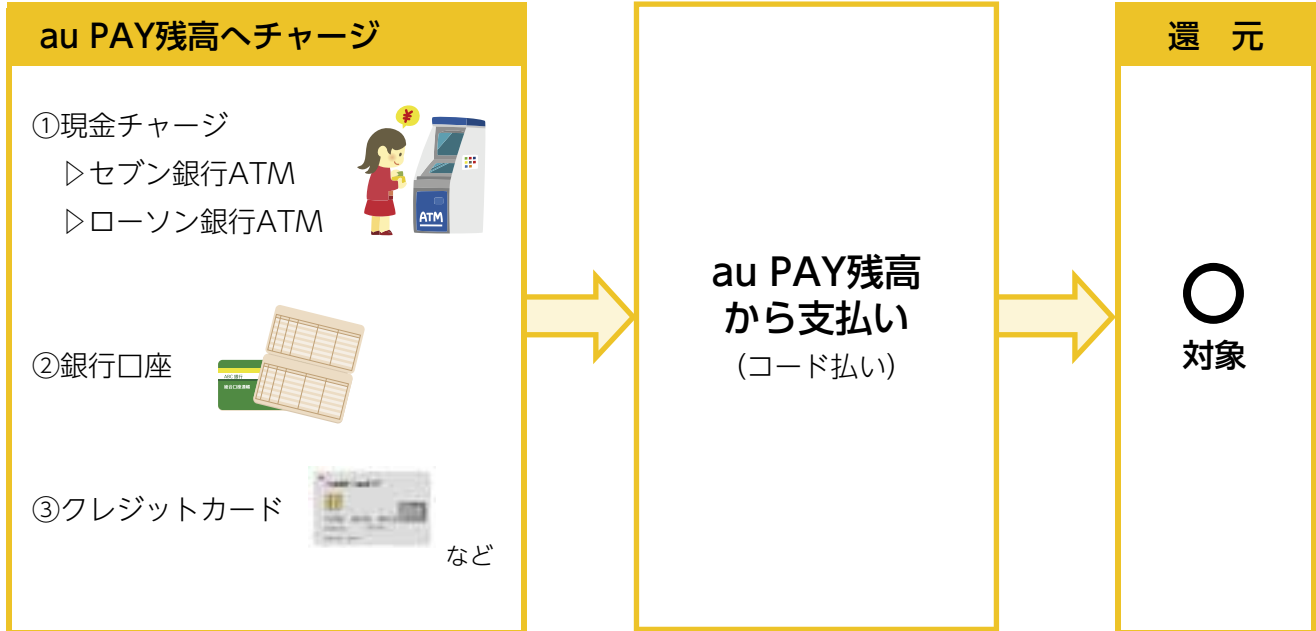 au PAY残高へチャージ
①現金チャージ
▷セブン銀行ATM
▷ローソン銀行ATM
¥
ATM
②銀行口座
ABC 銀行
③クレジットカード
など
au PAY残高
から支払い
(コード払い)
還 元
対象